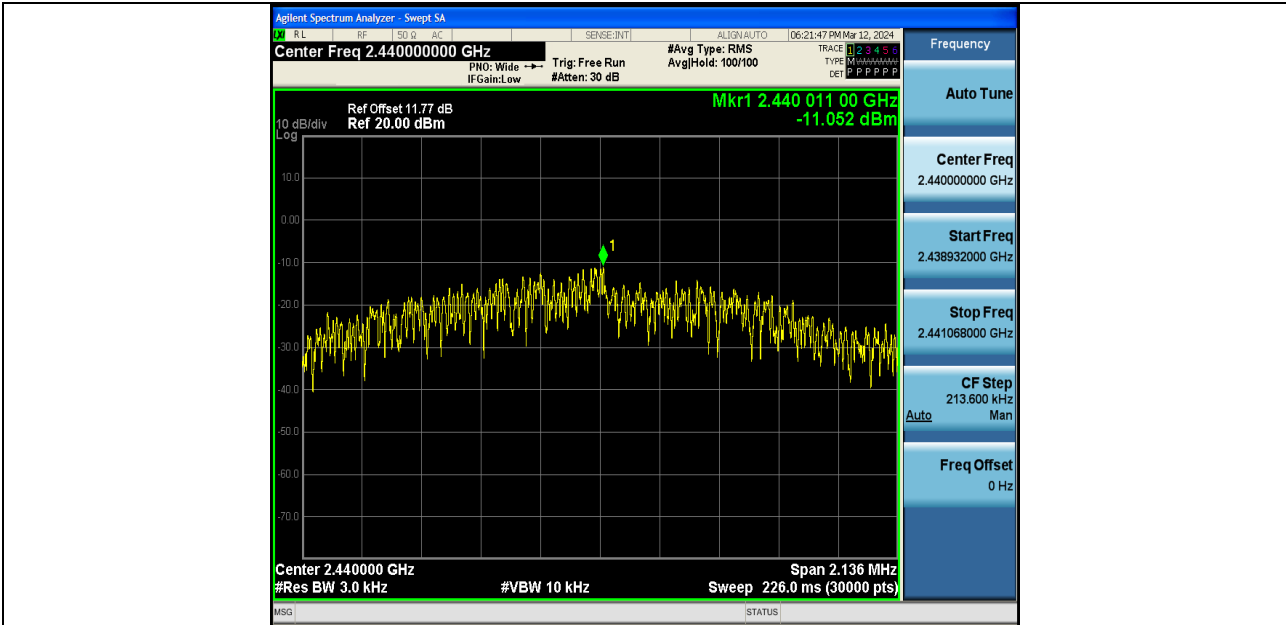 Agilent Spectrum Analyzer - Swept SA
RL RF 50 Ω AC SENSE:INT ALIGN AUTO 06:21:47 PM Mar 12, 2024
Center Freq 2.440000000 GHz
PNO: Wide
IFGain:Low
Trig: Free Run
#Atten: 30 dB
#Avg Type: RMS
Avg|Hold: 100/100
TRACE 1 2 3 4 5 6
TYPE M
DET P P P P P P
Mkr1 2.440 011 00 GHz
-11.052 dBm
Ref Offset 11.77 dB
10 dB/div Ref 20.00 dBm
Log
10.0
0.00
-10.0
-20.0
-30.0
-40.0
-50.0
-60.0
-70.0
1
Center 2.440000 GHz Span 2.136 MHz
#Res BW 3.0 kHz #VBW 10 kHz Sweep 226.0 ms (30000 pts)
MSG STATUS
Frequency
Auto Tune
Center Freq
2.440000000 GHz
Start Freq
2.438932000 GHz
Stop Freq
2.441068000 GHz
CF Step
213.600 kHz
Auto Man
Freq Offset
0 Hz